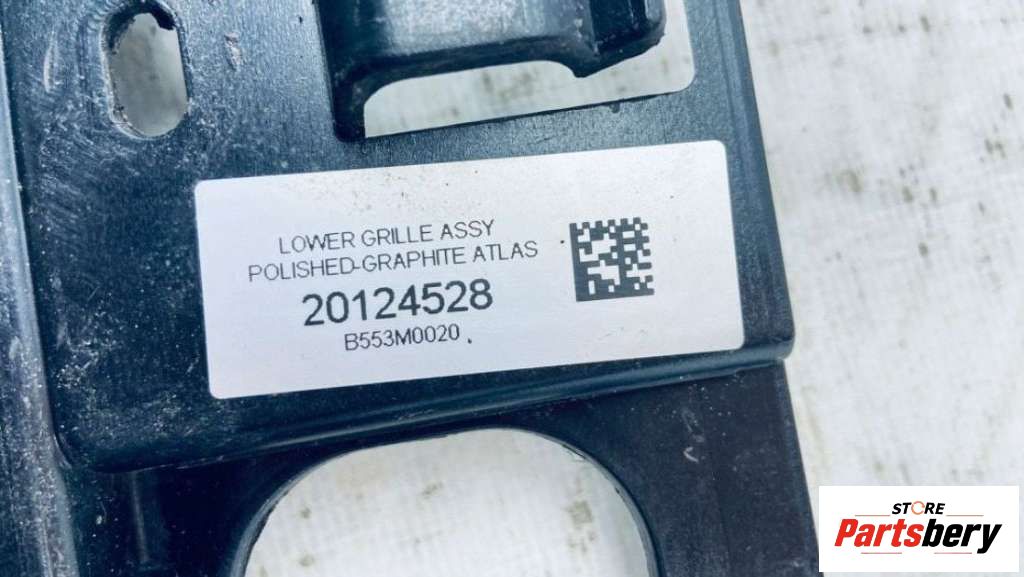 LOWER GRILLE ASSY
POLISHED-GRAPHITE ATLAS
20124528
B553M0020
STORE
Partsbery